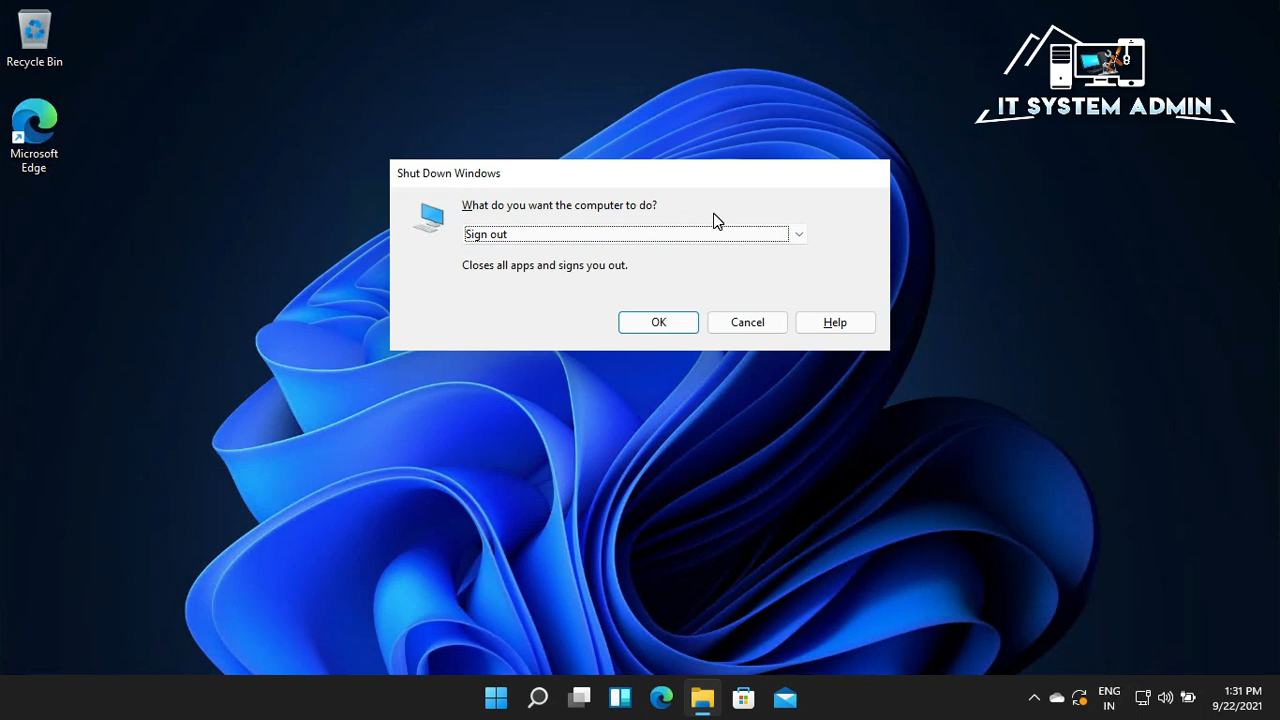 Recycle Bin
Microsoft
Edge
IT SYSTEM ADMIN
Shut Down Windows
What do you want the computer to do?
Sign out
Closes all apps and signs you out.
OK
Cancel
Help
ENG
IN
1:31 PM
9/22/2021